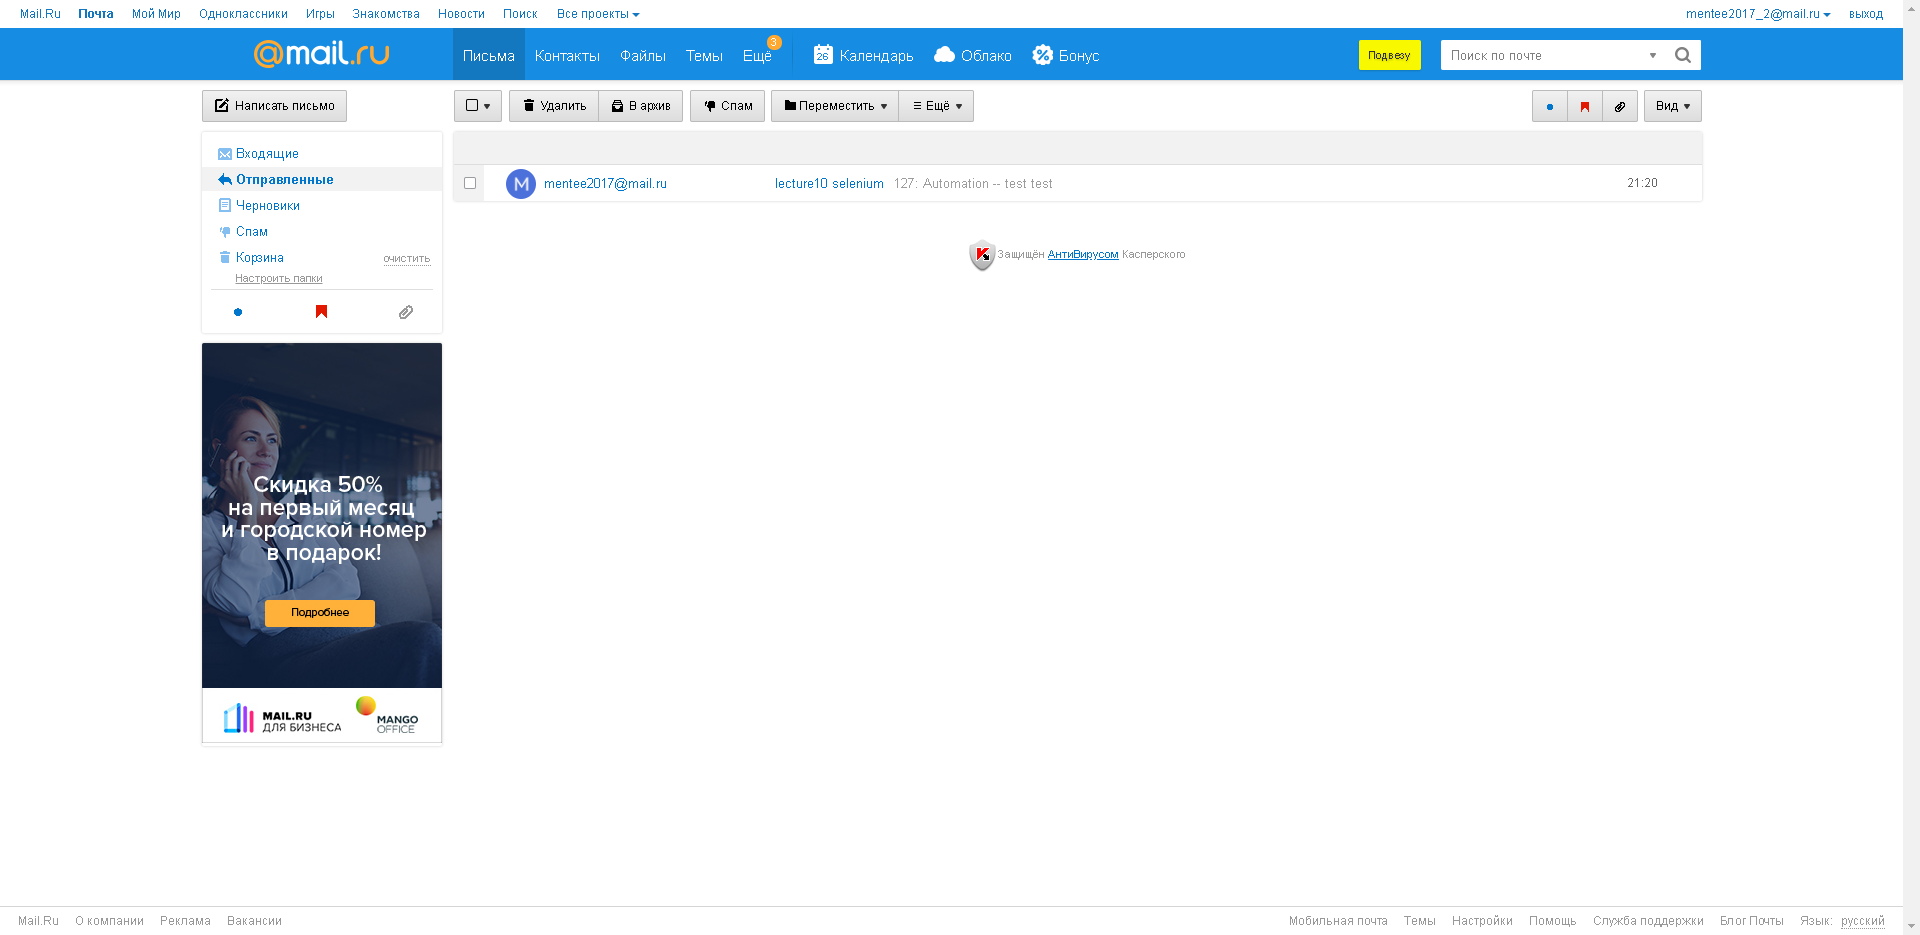 Mail.Ru Почта Мой Мир Одноклассники Игры Знакомства Новости Поиск Все проекты mentee2017_2@mail.ru выход
@mail.ru Письма Контакты Файлы Темы Ещё 3 26 Календарь Облако Бонус Подвезу Поиск по почте
Написать письмо Удалить В архив Спам Переместить Ещё Вид
Входящие
Отправленные
Черновики
Спам
Корзина очистить
Настроить папки
M mentee2017@mail.ru lecture10 selenium 127: Automation -- test test 21:20
Защищён АнтиВирусом Касперского
Скидка 50%
на первый месяц
и городской номер
в подарок!
Подробнее
MAIL.RU
ДЛЯ БИЗНЕСА
MANGO
OFFICE
Mail.Ru О компании Реклама Вакансии Мобильная почта Темы Настройки Помощь Служба поддержки Блог Почты Язык: русский